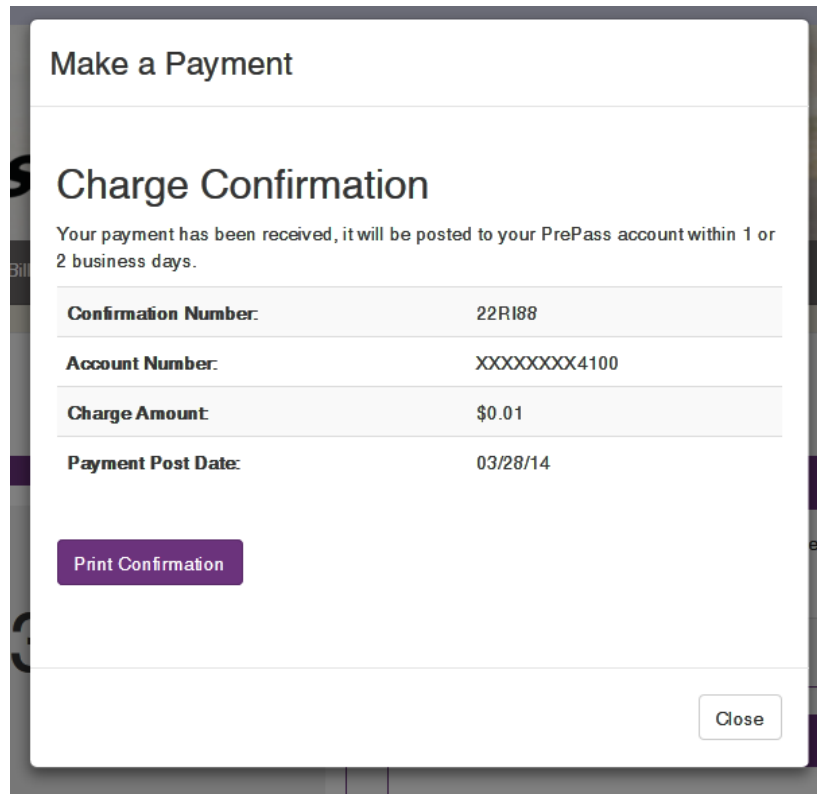 Make a Payment
Charge Confirmation
Your payment has been received, it will be posted to your PrePass account within 1 or
2 business days.
Confirmation Number: 22RI88
Account Number: XXXXXXXX4100
Charge Amount: $0.01
Payment Post Date: 03/28/14
Print Confirmation
Close